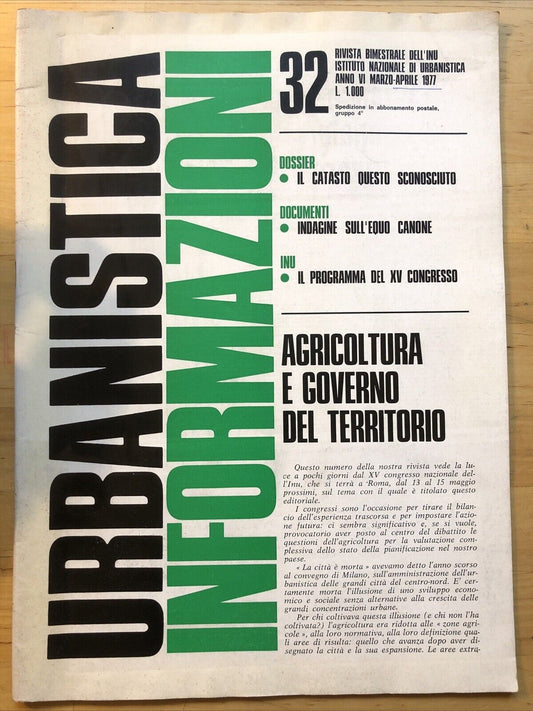 URBANISTICA
INFORMAZIONI
32
RIVISTA BIMESTRALE DELL'INU
ISTITUTO NAZIONALE DI URBANISTICA
ANNO VI MARZO-APRILE 1977
L. 1.000
Spedizione in abbonamento postale,
gruppo 4°
DOSSIER
● IL CATASTO QUESTO SCONOSCIUTO
DOCUMENTI
● INDAGINE SULL'EQUO CANONE
INU
● IL PROGRAMMA DEL XV CONGRESSO
AGRICOLTURA
E GOVERNO
DEL TERRITORIO
Questo numero della nostra rivista vede la lu-
ce a pochi giorni dal XV congresso nazionale del-
l'Inu, che si terrà a Roma, dal 13 al 15 maggio
prossimi, sul tema con il quale è titolato questo
editoriale.
I congressi sono l'occasione per tirare il bilan-
cio dell'esperienza trascorsa e per impostare l'azio-
ne futura: ci sembra significativo e, se si vuole,
provocatorio aver posto al centro del dibattito le
questioni dell'agricoltura per la valutazione com-
plessiva dello stato della pianificazione nel nostro
paese.
« La città è morta » avevamo detto l'anno scorso
al convegno di Milano, sull'amministrazione dell'ur-
banistica delle grandi città del centro-nord. E' cer-
tamente morta l'illusione di uno sviluppo econo-
mico e sociale senza alternative alla crescita delle
grandi concentrazioni urbane.
Per chi coltivava questa illusione (e chi non l'ha
coltivata?) l'agricoltura era ridotta alle « zone agri-
cole », alla loro normativa, alla loro definizione qua-
li aree di risulta: quello che avanza dopo aver di-
segnato la città e la sua espansione. Le aree extra-